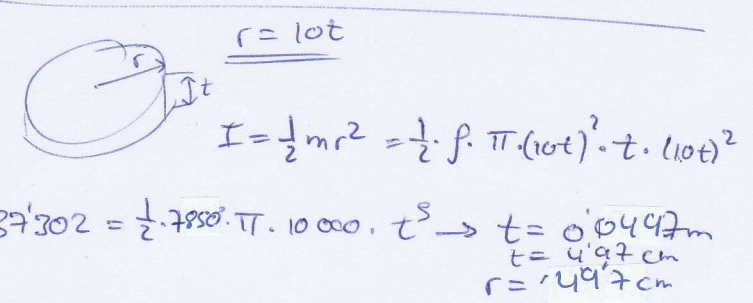 r = 10t
r
t
I = 1/2 mr² = 1/2 · ρ · π · (10t)² · t · (10t)²
37'302 = 1/2 · 7850 · π · 10 000 · t⁵ → t = 0'0497m
t = 4'97 cm
r = 49'7 cm